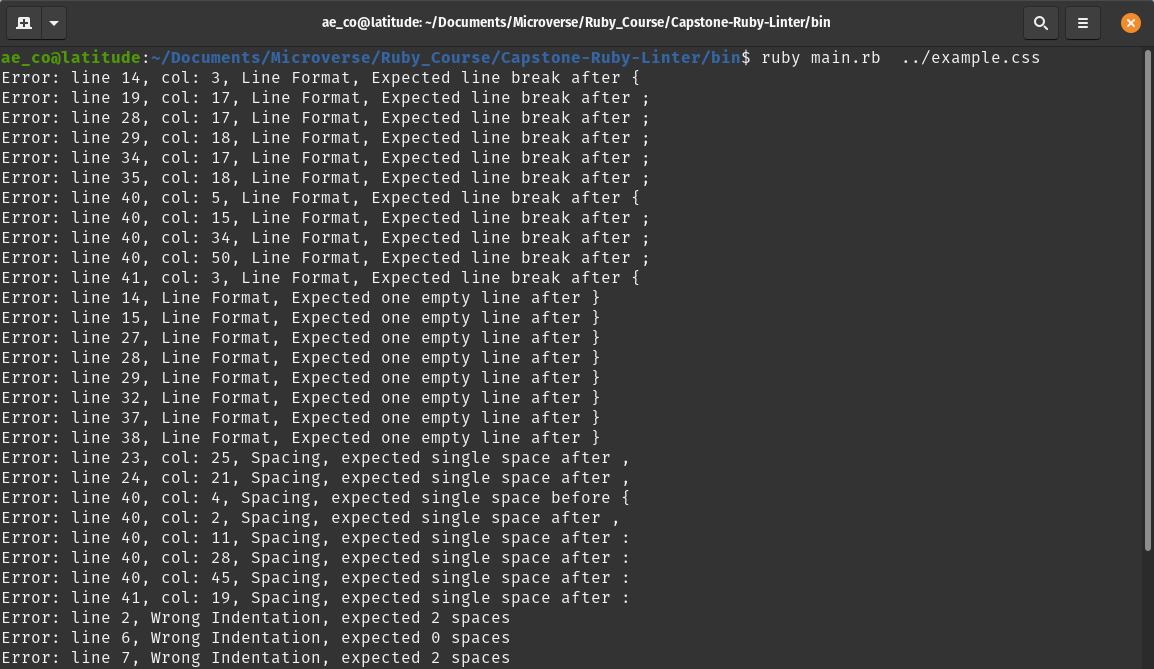 ae_co@latitude: ~/Documents/Microverse/Ruby_Course/Capstone-Ruby-Linter/bin
ae_co@latitude:~/Documents/Microverse/Ruby_Course/Capstone-Ruby-Linter/bin$ ruby main.rb  ../example.css
Error: line 14, col: 3, Line Format, Expected line break after {
Error: line 19, col: 17, Line Format, Expected line break after ;
Error: line 28, col: 17, Line Format, Expected line break after ;
Error: line 29, col: 18, Line Format, Expected line break after ;
Error: line 34, col: 17, Line Format, Expected line break after ;
Error: line 35, col: 18, Line Format, Expected line break after ;
Error: line 40, col: 5, Line Format, Expected line break after {
Error: line 40, col: 15, Line Format, Expected line break after ;
Error: line 40, col: 34, Line Format, Expected line break after ;
Error: line 40, col: 50, Line Format, Expected line break after ;
Error: line 41, col: 3, Line Format, Expected line break after {
Error: line 14, Line Format, Expected one empty line after }
Error: line 15, Line Format, Expected one empty line after }
Error: line 27, Line Format, Expected one empty line after }
Error: line 28, Line Format, Expected one empty line after }
Error: line 29, Line Format, Expected one empty line after }
Error: line 32, Line Format, Expected one empty line after }
Error: line 37, Line Format, Expected one empty line after }
Error: line 38, Line Format, Expected one empty line after }
Error: line 23, col: 25, Spacing, expected single space after ,
Error: line 24, col: 21, Spacing, expected single space after ,
Error: line 40, col: 4, Spacing, expected single space before {
Error: line 40, col: 2, Spacing, expected single space after ,
Error: line 40, col: 11, Spacing, expected single space after :
Error: line 40, col: 28, Spacing, expected single space after :
Error: line 40, col: 45, Spacing, expected single space after :
Error: line 41, col: 19, Spacing, expected single space after :
Error: line 2, Wrong Indentation, expected 2 spaces
Error: line 6, Wrong Indentation, expected 0 spaces
Error: line 7, Wrong Indentation, expected 2 spaces